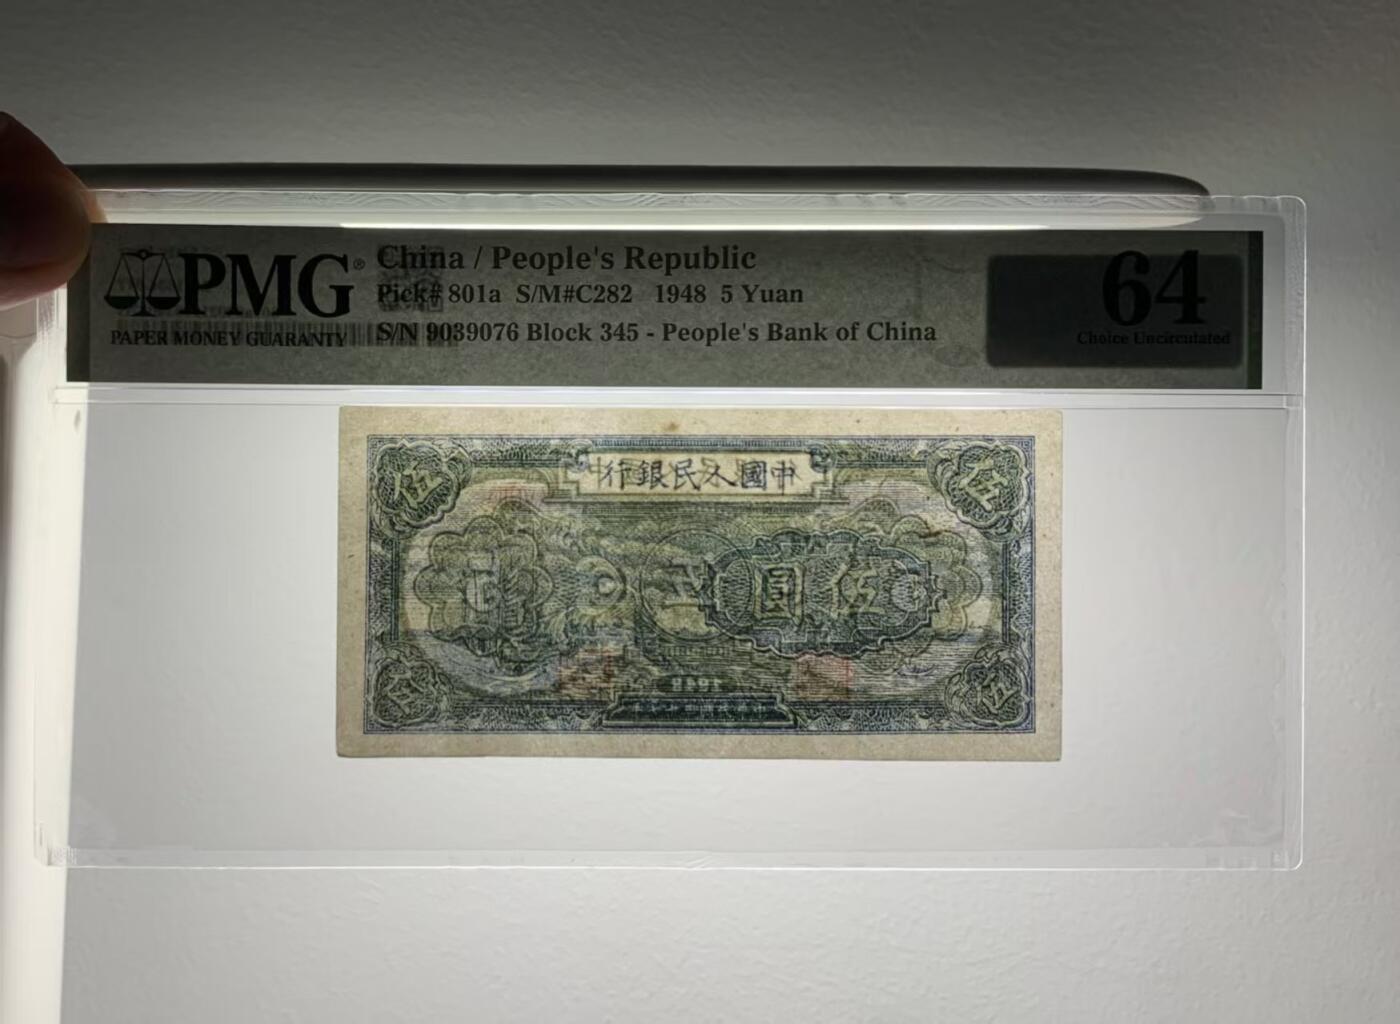 PMG®
PAPER MONEY GUARANTY
China / People's Republic
Pick# 801a S/M#C282 1948 5 Yuan
S/N 9039076 Block 345 - People's Bank of China
64
Choice Uncirculated
伍
行銀民人國中
伍
圓 伍
1948
伍